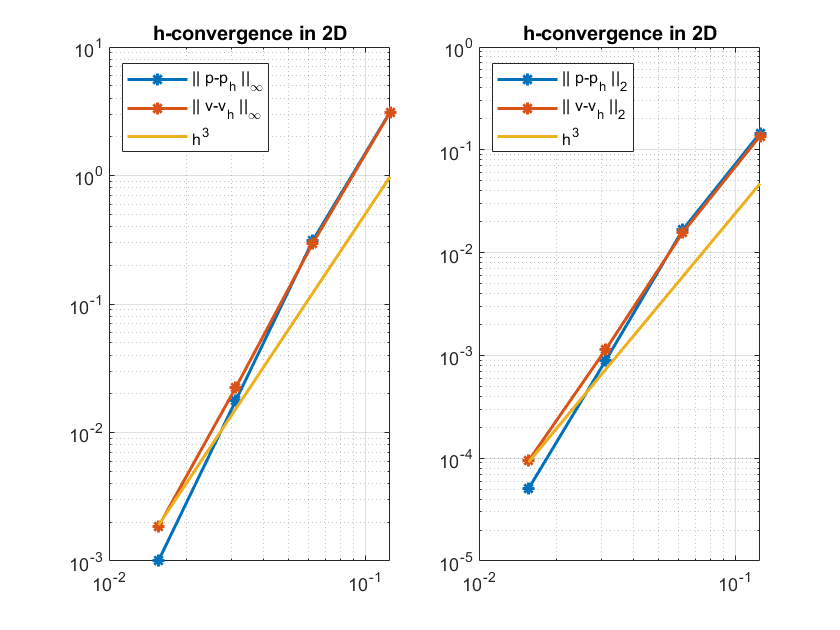 h-convergence in 2D
10^1
10^0
10^-1
10^-2
10^-3
10^-2
10^-1
|| p-p_h ||_∞
|| v-v_h ||_∞
h^3
h-convergence in 2D
10^0
10^-1
10^-2
10^-3
10^-4
10^-5
10^-2
10^-1
|| p-p_h ||_2
|| v-v_h ||_2
h^3